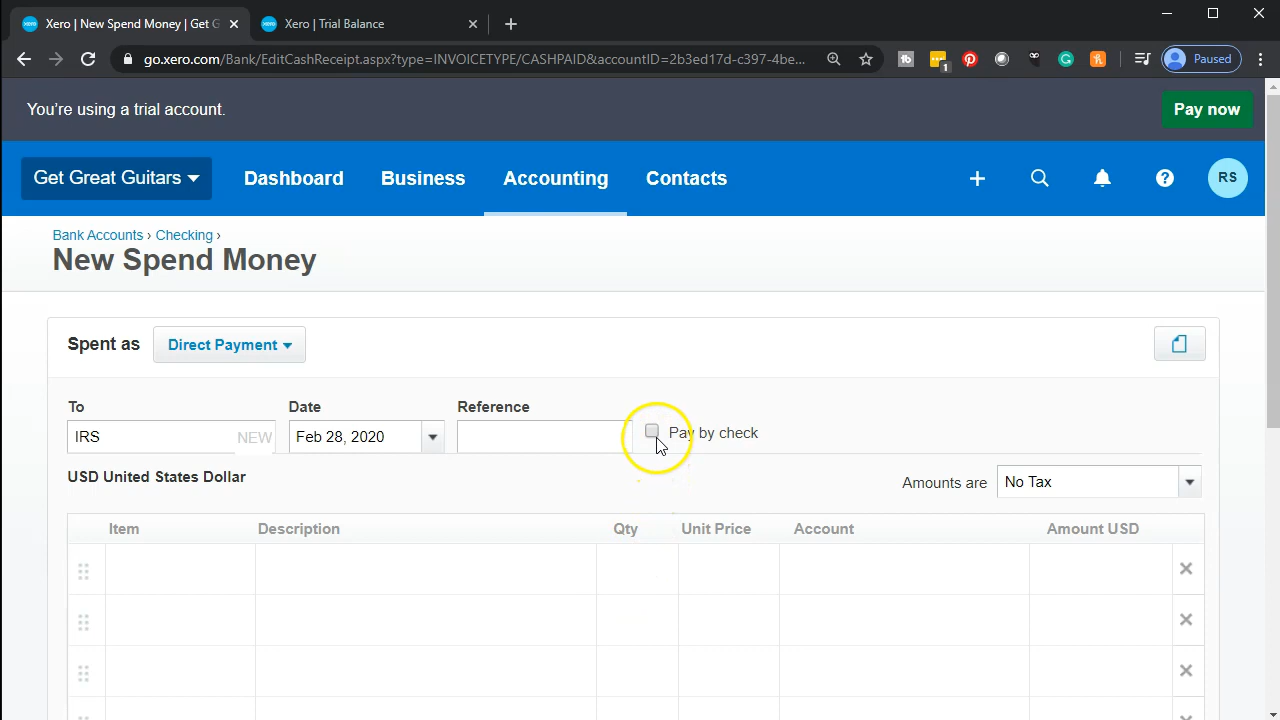 Xero | New Spend Money | Get G
Xero | Trial Balance
go.xero.com/Bank/EditCashReceipt.aspx?type=INVOICETYPE/CASHPAID&accountID=2b3ed17d-c397-4be...
1
Paused
You're using a trial account.
Pay now
Get Great Guitars
Dashboard
Business
Accounting
Contacts
RS
Bank Accounts › Checking ›
New Spend Money
Spent as
Direct Payment
To
Date
Reference
IRS
NEW
Feb 28, 2020
Pay by check
USD United States Dollar
Amounts are
No Tax
Item
Description
Qty
Unit Price
Account
Amount USD